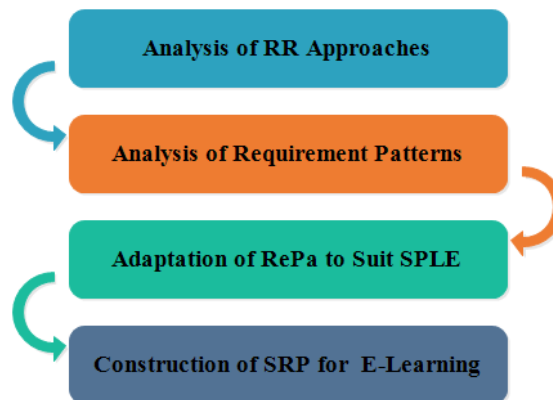 Analysis of RR Approaches
Analysis of Requirement Patterns
Adaptation of RePa to Suit SPLE
Construction of SRP for E-Learning